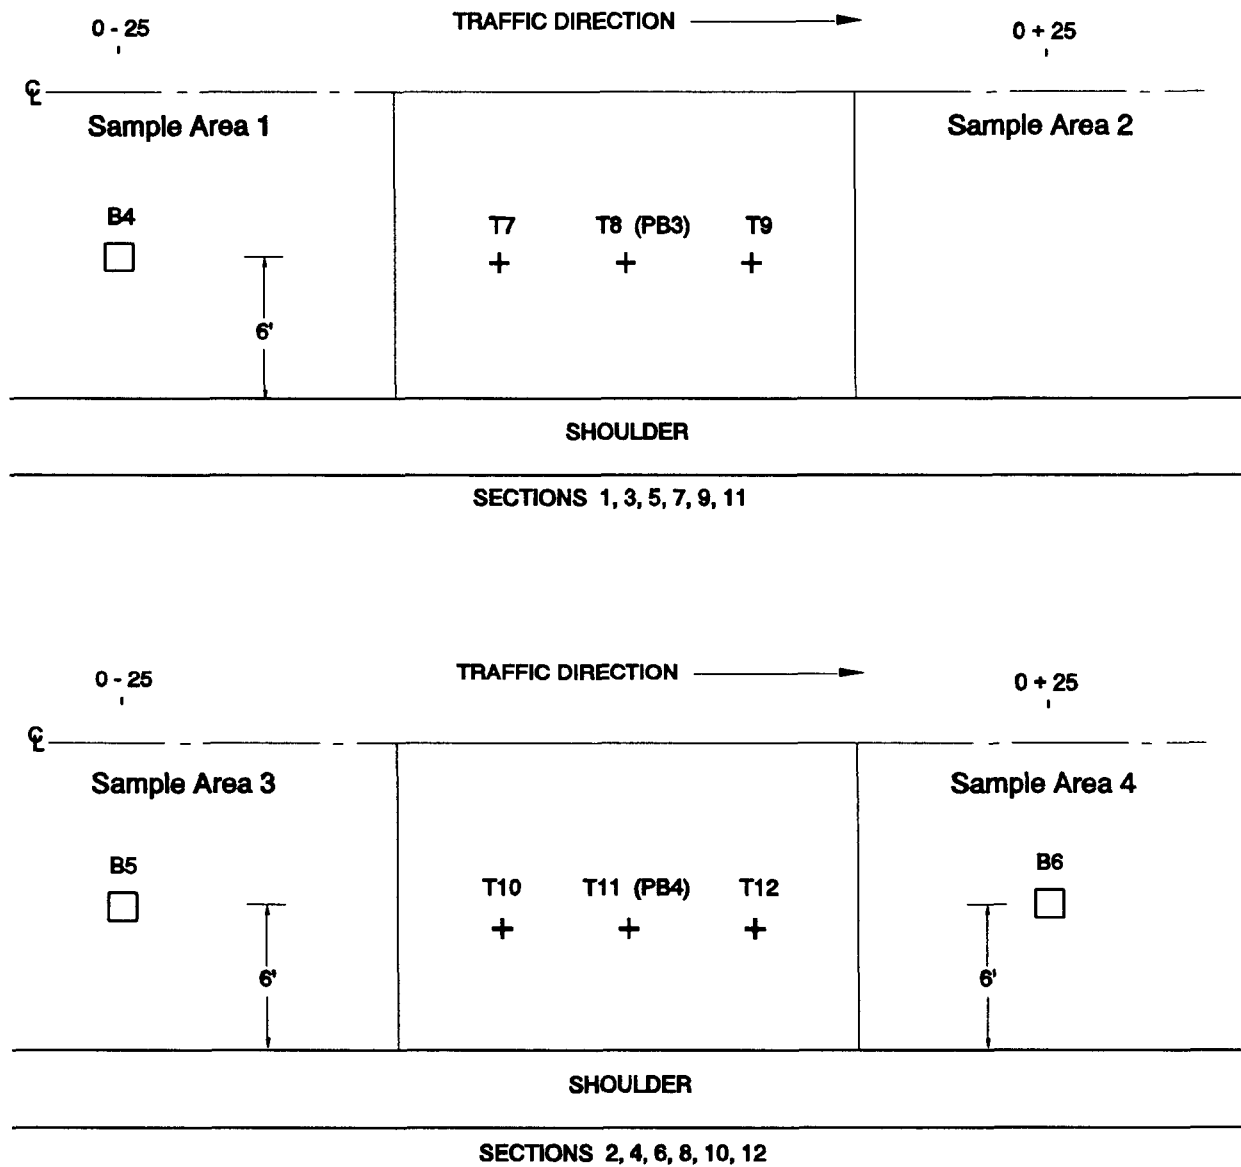 0 - 25
TRAFFIC DIRECTION
0 + 25
℄
Sample Area 1
Sample Area 2
B4
T7
T8 (PB3)
T9
6'
SHOULDER
SECTIONS 1, 3, 5, 7, 9, 11
0 - 25
TRAFFIC DIRECTION
0 + 25
℄
Sample Area 3
Sample Area 4
B5
T10
T11 (PB4)
T12
B6
6'
6'
SHOULDER
SECTIONS 2, 4, 6, 8, 10, 12